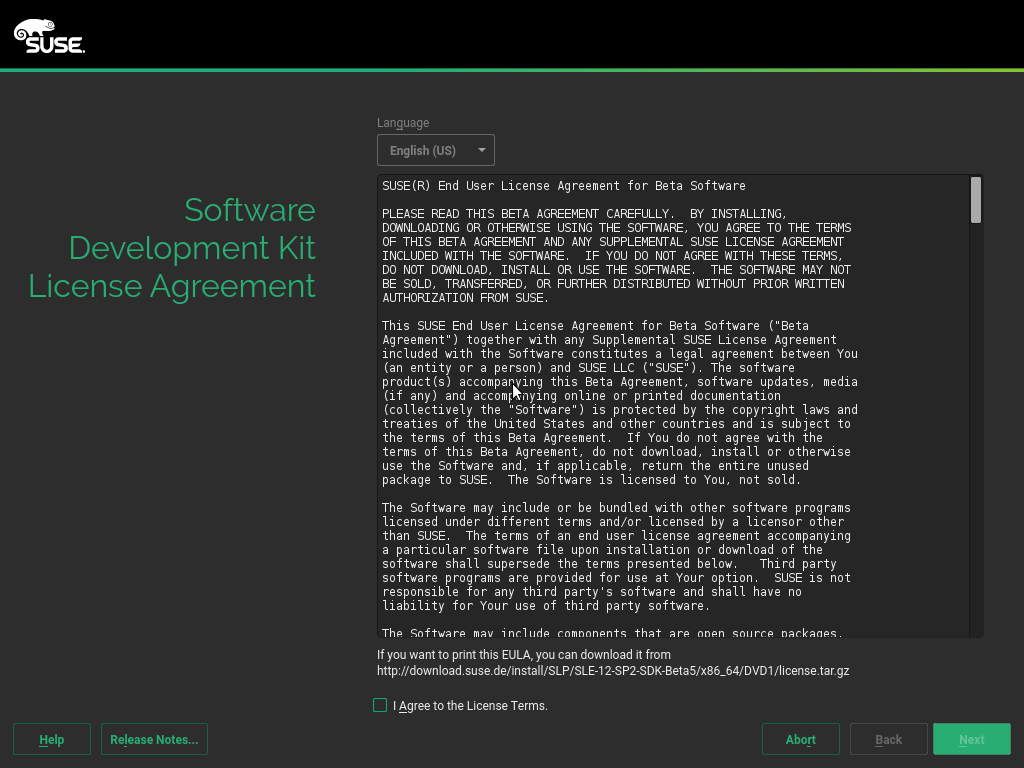 SUSE
Language
English (US)
Software
Development Kit
License Agreement
SUSE(R) End User License Agreement for Beta Software
PLEASE READ THIS BETA AGREEMENT CAREFULLY.  BY INSTALLING,
DOWNLOADING OR OTHERWISE USING THE SOFTWARE, YOU AGREE TO THE TERMS
OF THIS BETA AGREEMENT AND ANY SUPPLEMENTAL SUSE LICENSE AGREEMENT
INCLUDED WITH THE SOFTWARE.  IF YOU DO NOT AGREE WITH THESE TERMS,
DO NOT DOWNLOAD, INSTALL OR USE THE SOFTWARE.  THE SOFTWARE MAY NOT
BE SOLD, TRANSFERRED, OR FURTHER DISTRIBUTED WITHOUT PRIOR WRITTEN
AUTHORIZATION FROM SUSE.
This SUSE End User License Agreement for Beta Software ("Beta
Agreement") together with any Supplemental SUSE License Agreement
included with the Software constitutes a legal agreement between You
(an entity or a person) and SUSE LLC ("SUSE"). The software
product(s) accompanying this Beta Agreement, software updates, media
(if any) and accompanying online or printed documentation
(collectively the "Software") is protected by the copyright laws and
treaties of the United States and other countries and is subject to
the terms of this Beta Agreement.  If You do not agree with the
terms of this Beta Agreement, do not download, install or otherwise
use the Software and, if applicable, return the entire unused
package to SUSE.  The Software is licensed to You, not sold.
The Software may include or be bundled with other software programs
licensed under different terms and/or licensed by a licensor other
than SUSE.  The terms of an end user license agreement accompanying
a particular software file upon installation or download of the
software shall supersede the terms presented below.   Third party
software programs are provided for use at Your option.  SUSE is not
responsible for any third party's software and shall have no
liability for Your use of third party software.
The Software may include components that are open source packages,
If you want to print this EULA, you can download it from
http://download.suse.de/install/SLP/SLE-12-SP2-SDK-Beta5/x86_64/DVD1/license.tar.gz
I Agree to the License Terms.
Help
Release Notes...
Abort
Back
Next